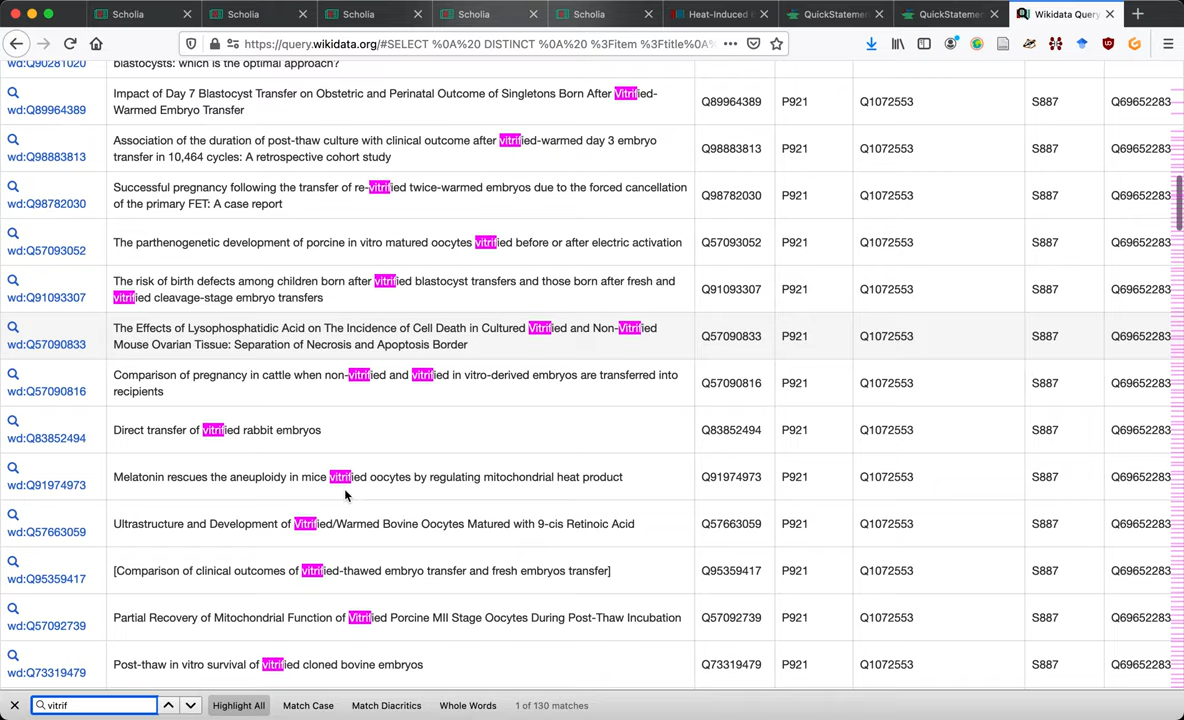 Scholia
Scholia
Scholia
Scholia
Scholia
Heat-Induced
QuickStatemen
QuickStatemen
Wikidata Query
https://query.wikidata.org/#SELECT %0A%20 DISTINCT %0A%20 %3Fitem %3Ftitle%0A%
wd:Q90281020
blastocysts: which is the optimal approach?
wd:Q89964389
Impact of Day 7 Blastocyst Transfer on Obstetric and Perinatal Outcome of Singletons Born After Vitrified-
Warmed Embryo Transfer
Q89964389 P921 Q1072553 S887 Q69652283
wd:Q98883813
Association of the duration of post-thaw culture with clinical outcome after vitrified-warmed day 3 embryo
transfer in 10,464 cycles: A retrospective cohort study
Q98883813 P921 Q1072553 S887 Q69652283
wd:Q98782030
Successful pregnancy following the transfer of re-vitrified twice-warmed embryos due to the forced cancellation
of the primary FET: A case report
Q98782030 P921 Q1072553 S887 Q69652283
wd:Q57093052
The parthenogenetic development of porcine in vitro matured oocytes vitrified before or after electric activation
Q57093052 P921 Q1072553 S887 Q69652283
wd:Q91093307
The risk of birth defects among children born after vitrified blastocyst transfers and those born after fresh and
vitrified cleavage-stage embryo transfers
Q91093307 P921 Q1072553 S887 Q69652283
wd:Q57090833
The Effects of Lysophosphatidic Acid on The Incidence of Cell Death in Cultured Vitrified and Non-Vitrified
Mouse Ovarian Tissue: Separation of Necrosis and Apoptosis Border
Q57090833 P921 Q1072553 S887 Q69652283
wd:Q57090816
Comparison of pregnancy in cattle when non-vitrified and vitrified in vitro-derived embryos are transferred into
recipients
Q57090816 P921 Q1072553 S887 Q69652283
wd:Q83852494
Direct transfer of vitrified rabbit embryos
Q83852494 P921 Q1072553 S887 Q69652283
wd:Q91974973
Melatonin rescues the aneuploidy in mice vitrified oocytes by regulating mitochondrial heat product
Q91974973 P921 Q1072553 S887 Q69652283
wd:Q57663059
Ultrastructure and Development of Vitrified/Warmed Bovine Oocytes Matured with 9-cis Retinoic Acid
Q57663059 P921 Q1072553 S887 Q69652283
wd:Q95359417
[Comparison of clinical outcomes of vitrified-thawed embryo transfer and fresh embryos transfer]
Q95359417 P921 Q1072553 S887 Q69652283
wd:Q57092739
Partial Recovery of Mitochondrial Function of Vitrified Porcine MII Stage Oocytes During Post-Thaw Incubation
Q57092739 P921 Q1072553 S887 Q69652283
wd:Q73319479
Post-thaw in vitro survival of vitrified cloned bovine embryos
Q73319479 P921 Q1072553 S887 Q69652283
vitrif
Highlight All
Match Case
Match Diacritics
Whole Words
1 of 130 matches